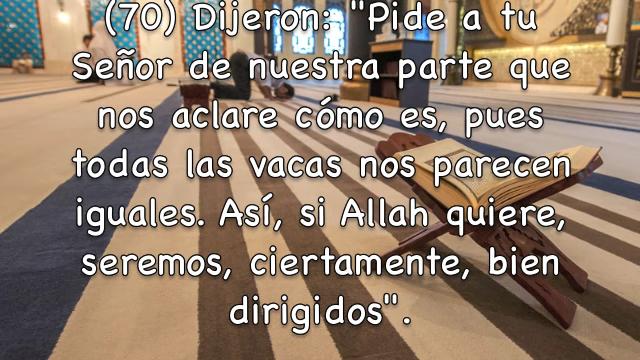 (70) Dijeron: "Pide a tu
Señor de nuestra parte que
nos aclare cómo es, pues
todas las vacas nos parecen
iguales. Así, si Allah quiere,
seremos, ciertamente, bien
dirigidos".